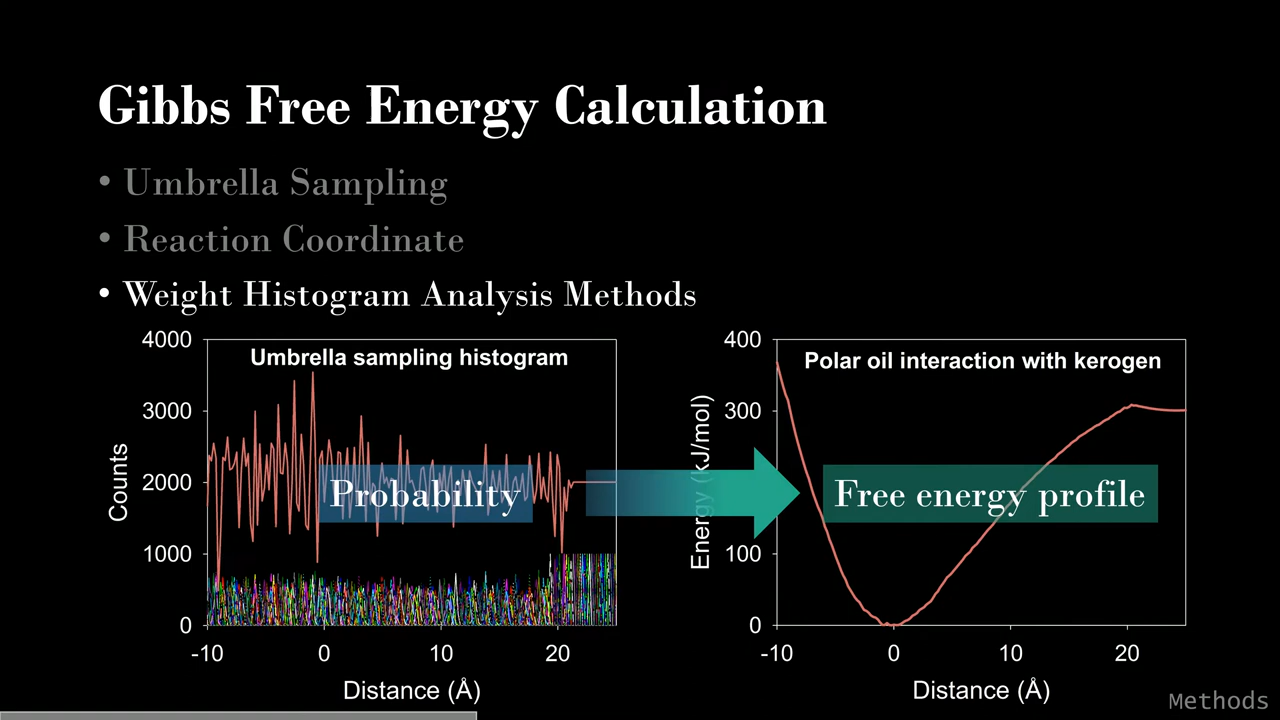 Gibbs Free Energy Calculation
• Umbrella Sampling
• Reaction Coordinate
• Weight Histogram Analysis Methods
Umbrella sampling histogram
4000
3000
2000
1000
0
Counts
-10 0 10 20
Distance (Å)
Probability
Polar oil interaction with kerogen
400
300
100
0
Energy (kJ/mol)
-10 0 10 20
Distance (Å)
Free energy profile
Methods